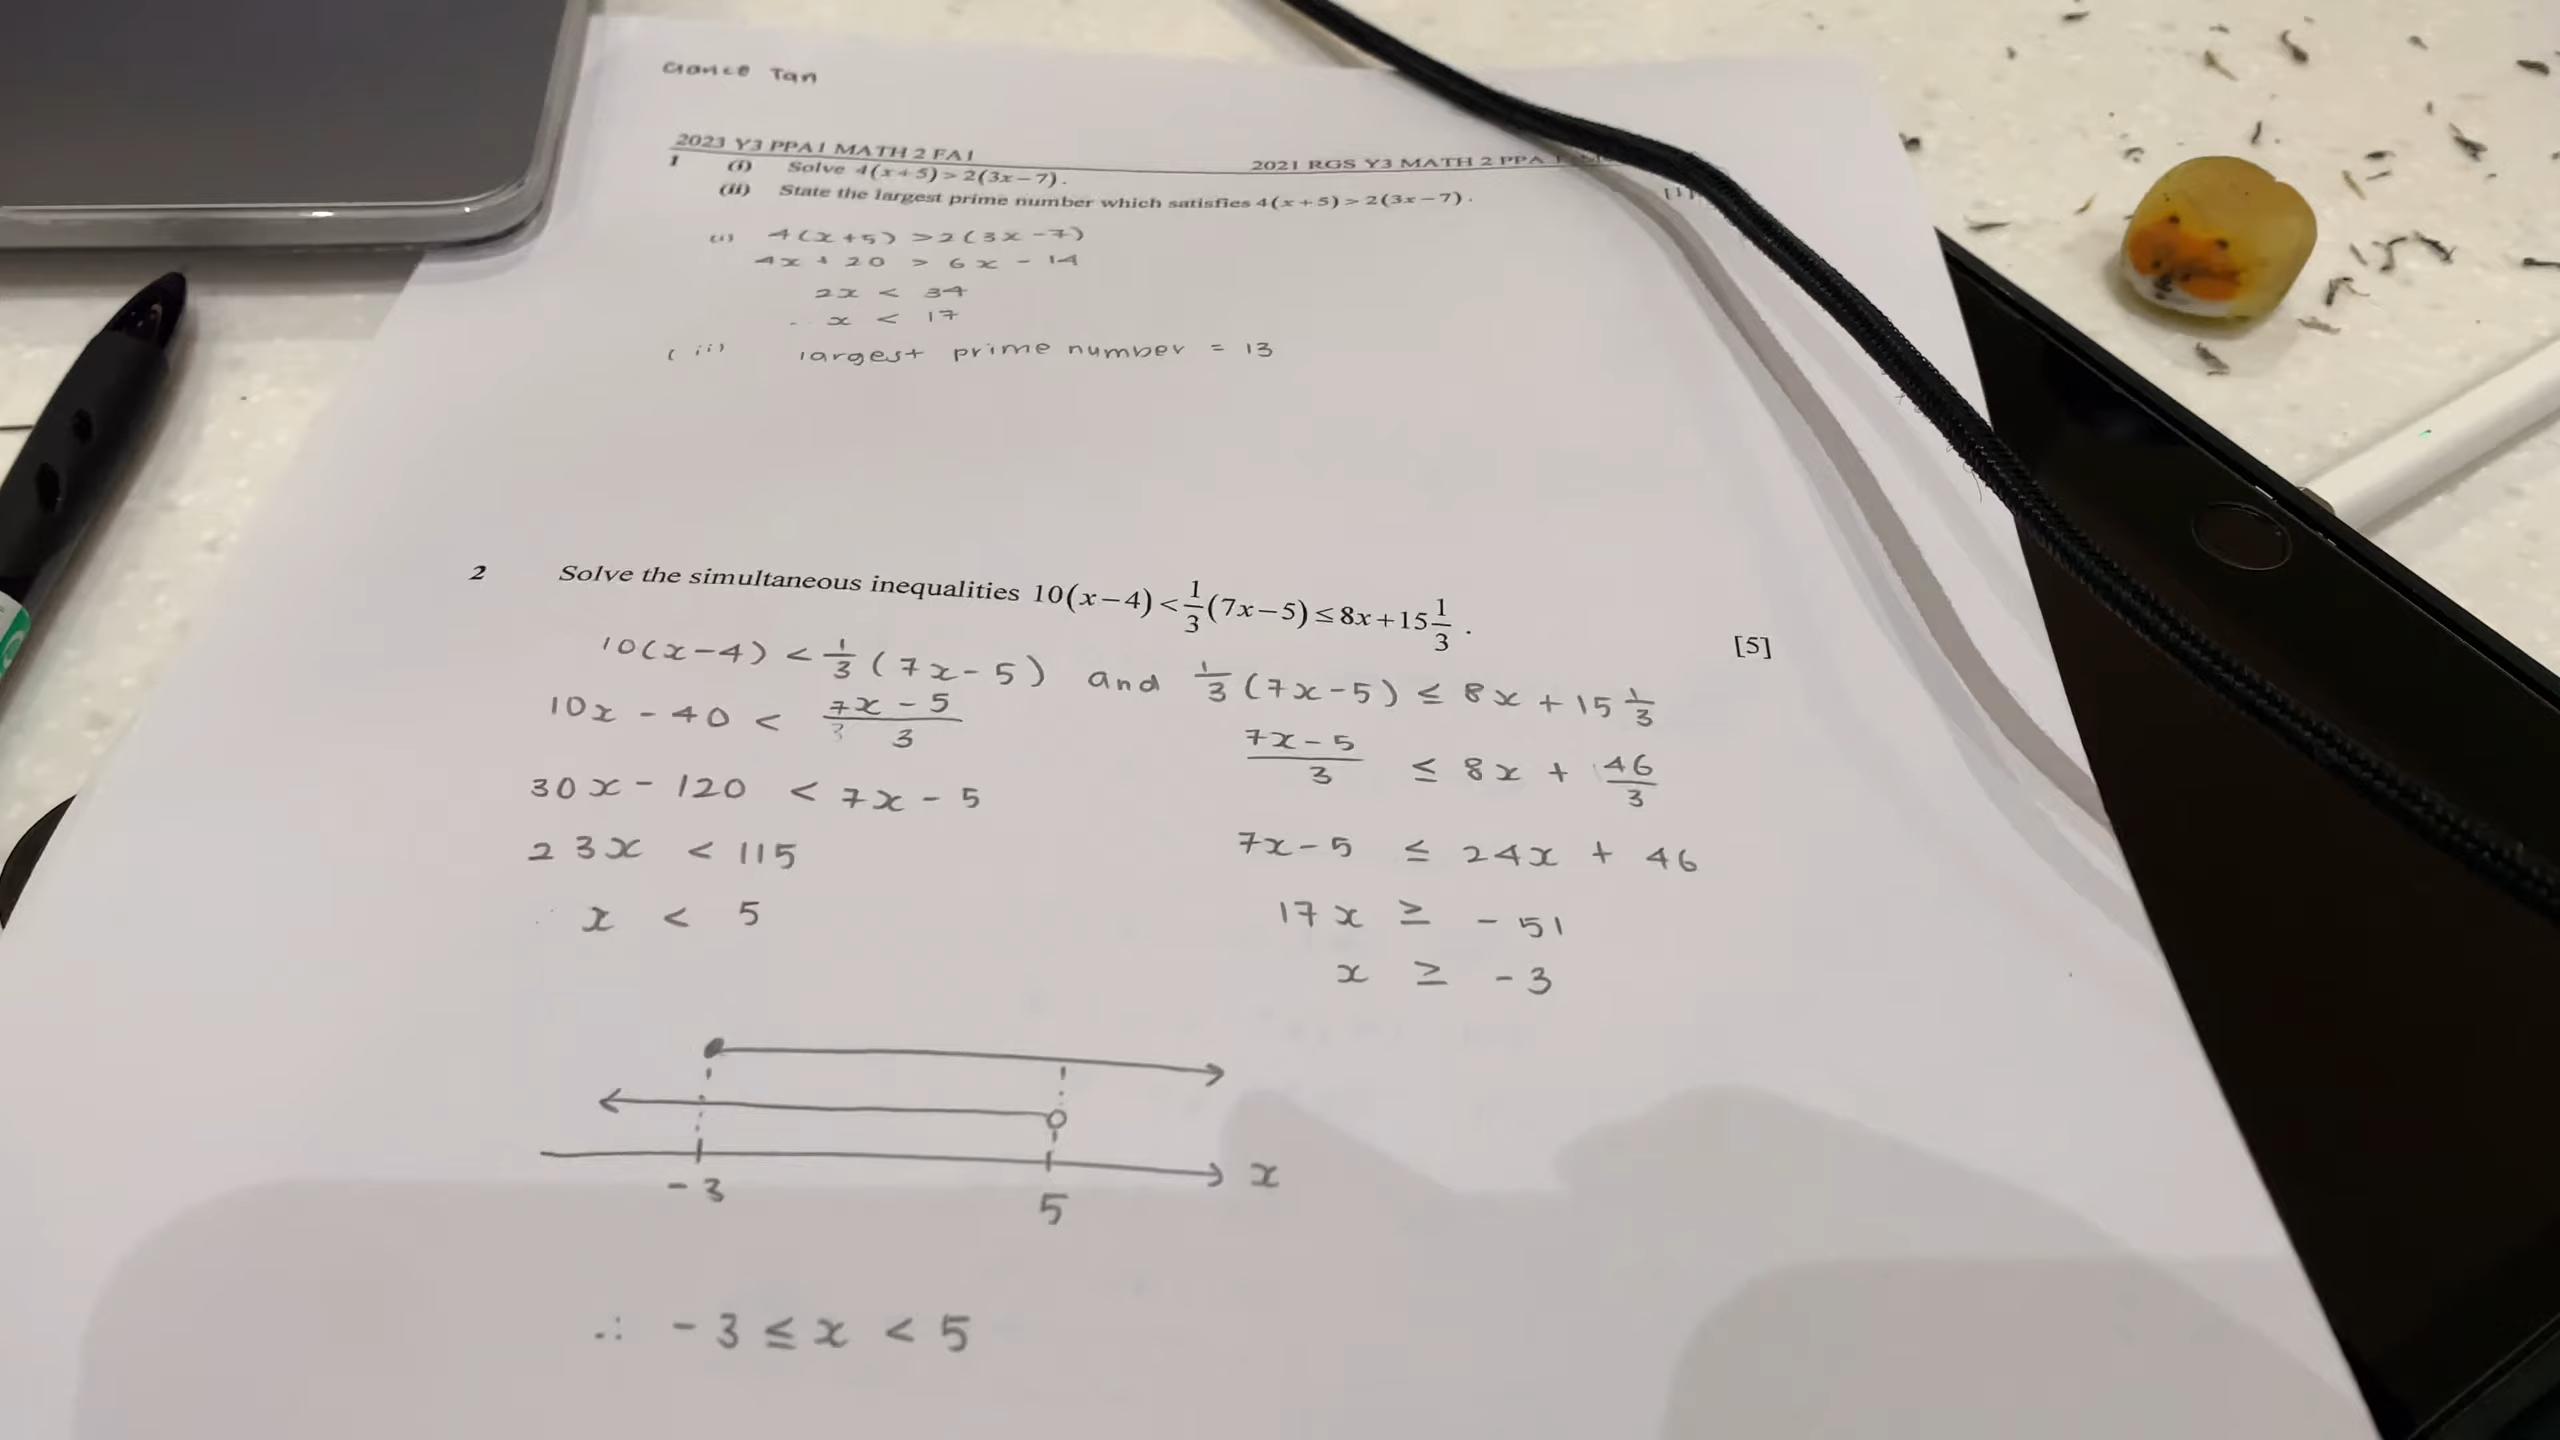 Tan
2023 Y3 PPA1 MATH 2 FA1
2021 RGS Y3 MATH 2 PPA
1 (i) Solve 4(x+5)>2(3x−7).
(ii) State the largest prime number which satisfies 4(x+5)>2(3x−7). [1]
(i) 4(x+5) >2(3x-7)
4x + 20 > 6x - 14
2x < 34
x < 17
(ii) largest prime number = 13
2 Solve the simultaneous inequalities 10(x−4)<1/3(7x−5)≤8x+15 1/3 . [5]
10(x-4) < 1/3 (7x-5) and 1/3 (7x-5) ≤ 8x + 15 1/3
10x - 40 < (7x - 5)/3
(7x-5)/3 ≤ 8x + 46/3
30x - 120 < 7x - 5
7x-5 ≤ 24x + 46
23x < 115
17x ≥ -51
∴ x < 5
x ≥ -3
-3 5 x
∴ -3 ≤ x < 5